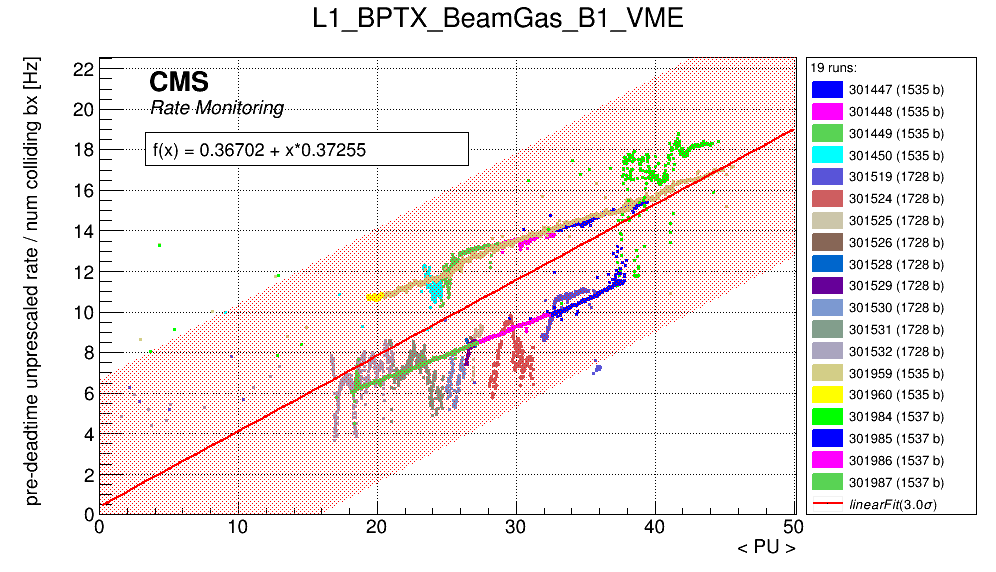 L1_BPTX_BeamGas_B1_VME
pre-deadtime unprescaled rate / num colliding bx [Hz]
CMS
Rate Monitoring
f(x) = 0.36702 + x*0.37255
22
20
18
16
14
12
10
8
6
4
2
0
0 10 20 30 40 50
< PU >
19 runs:
301447 (1535 b)
301448 (1535 b)
301449 (1535 b)
301450 (1535 b)
301519 (1728 b)
301524 (1728 b)
301525 (1728 b)
301526 (1728 b)
301528 (1728 b)
301529 (1728 b)
301530 (1728 b)
301531 (1728 b)
301532 (1728 b)
301959 (1535 b)
301960 (1535 b)
301984 (1537 b)
301985 (1537 b)
301986 (1537 b)
301987 (1537 b)
linearFit(3.0σ)